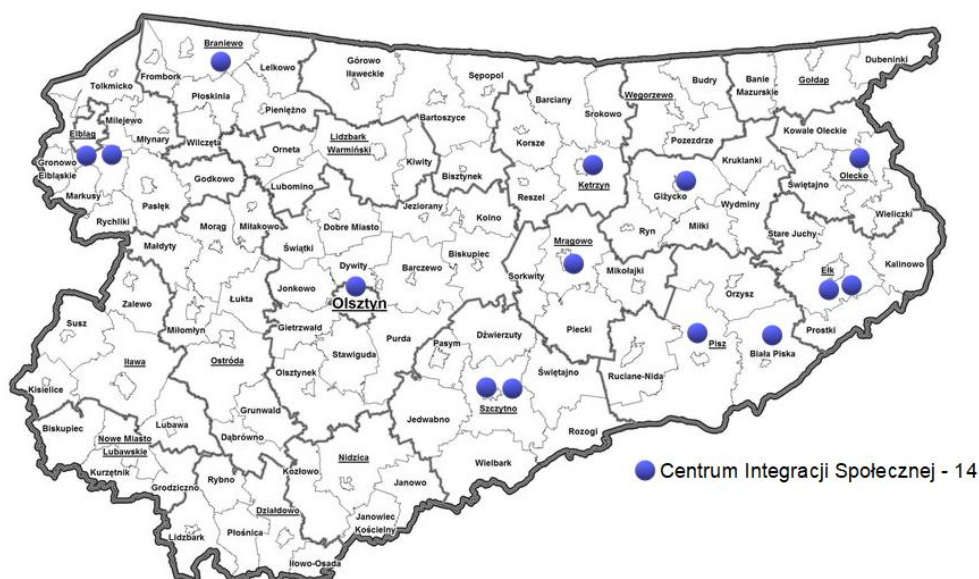 Braniewo
Frombork
Lelkowo
Tolkmicko
Płoskinia
Pieniężno
Górowo
Iławeckie
Sępopol
Bartoszyce
Barciany
Srokowo
Węgorzewo
Budry
Banie
Mazurskie
Gołdap
Dubeninki
Elbląg
Milejewo
Młynary
Wilczęta
Orneta
Lidzbark
Warmiński
Kiwity
Bisztynek
Korsze
Pozezdrze
Kowale Oleckie
Gronowo
Elbląskie
Markusy
Godkowo
Lubomino
Reszel
Kętrzyn
Giżycko
Kruklanki
Świętajno
Olecko
Rychliki
Pasłęk
Wydminy
Wieliczki
Małdyty
Morąg
Miłakowo
Świątki
Dobre Miasto
Jeziorany
Kolno
Ryn
Miłki
Stare Juchy
Mrągowo
Dywity
Barczewo
Biskupiec
Sorkwity
Mikołajki
Ełk
Kalinowo
Zalewo
Łukta
Jonkowo
Olsztyn
Orzysz
Susz
Miłomłyn
Gietrzwałd
Purda
Pasym
Dźwierzuty
Piecki
Pisz
Biała Piska
Prostki
Iława
Ostróda
Stawiguda
Olsztynek
Świętajno
Ruciane-Nida
Kisielice
Grunwald
Jedwabno
Szczytno
Biskupiec
Lubawa
Dąbrówno
Rozogi
Nowe Miasto
Lubawskie
Kurzętnik
Nidzica
Wielbark
Grodziczno
Rybno
Kozłowo
Janowo
Centrum Integracji Społecznej - 14
Działdowo
Lidzbark
Płośnica
Janowiec
Kościelny
Iłowo-Osada